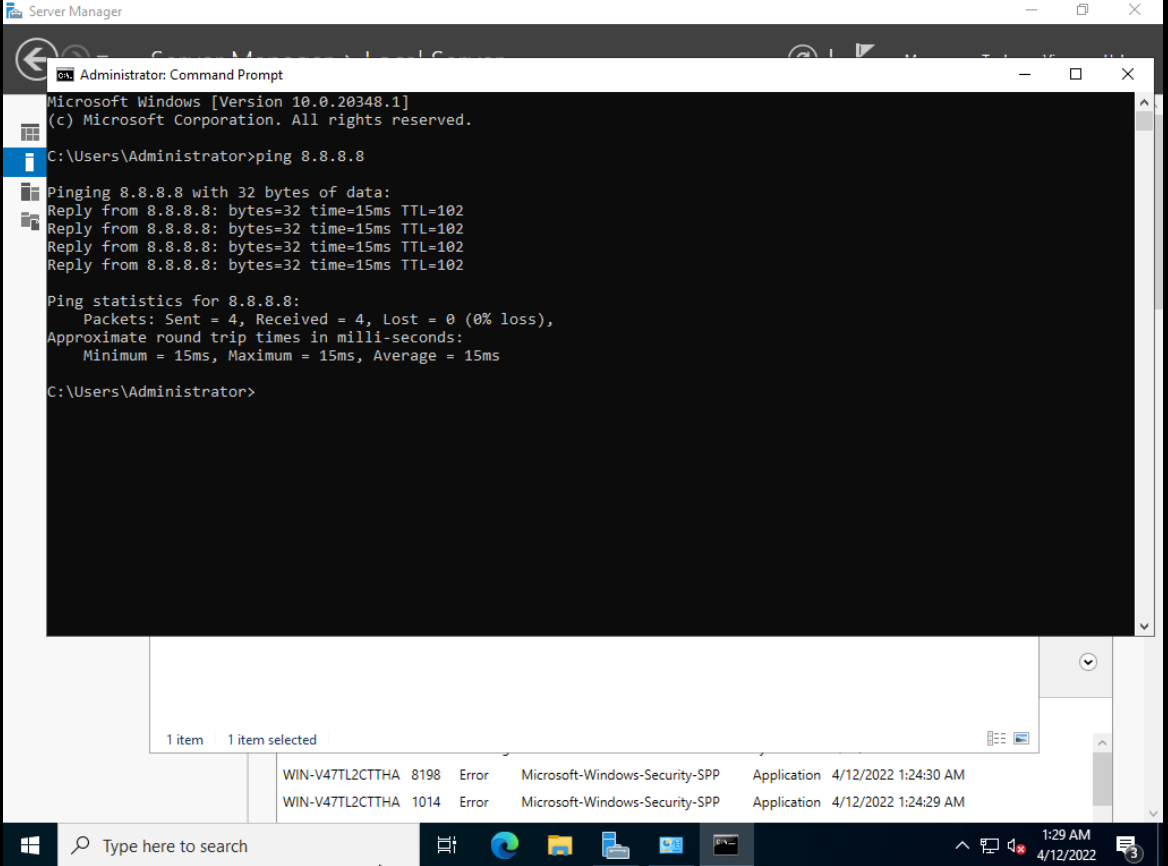 Server Manager
Administrator: Command Prompt
Microsoft Windows [Version 10.0.20348.1]
(c) Microsoft Corporation. All rights reserved.
C:\Users\Administrator>ping 8.8.8.8
Pinging 8.8.8.8 with 32 bytes of data:
Reply from 8.8.8.8: bytes=32 time=15ms TTL=102
Reply from 8.8.8.8: bytes=32 time=15ms TTL=102
Reply from 8.8.8.8: bytes=32 time=15ms TTL=102
Reply from 8.8.8.8: bytes=32 time=15ms TTL=102
Ping statistics for 8.8.8.8:
Packets: Sent = 4, Received = 4, Lost = 0 (0% loss),
Approximate round trip times in milli-seconds:
Minimum = 15ms, Maximum = 15ms, Average = 15ms
C:\Users\Administrator>
1 item 1 item selected
WIN-V47TL2CTTHA 8198 Error Microsoft-Windows-Security-SPP Application 4/12/2022 1:24:30 AM
WIN-V47TL2CTTHA 1014 Error Microsoft-Windows-Security-SPP Application 4/12/2022 1:24:29 AM
Type here to search
1:29 AM
4/12/2022
3